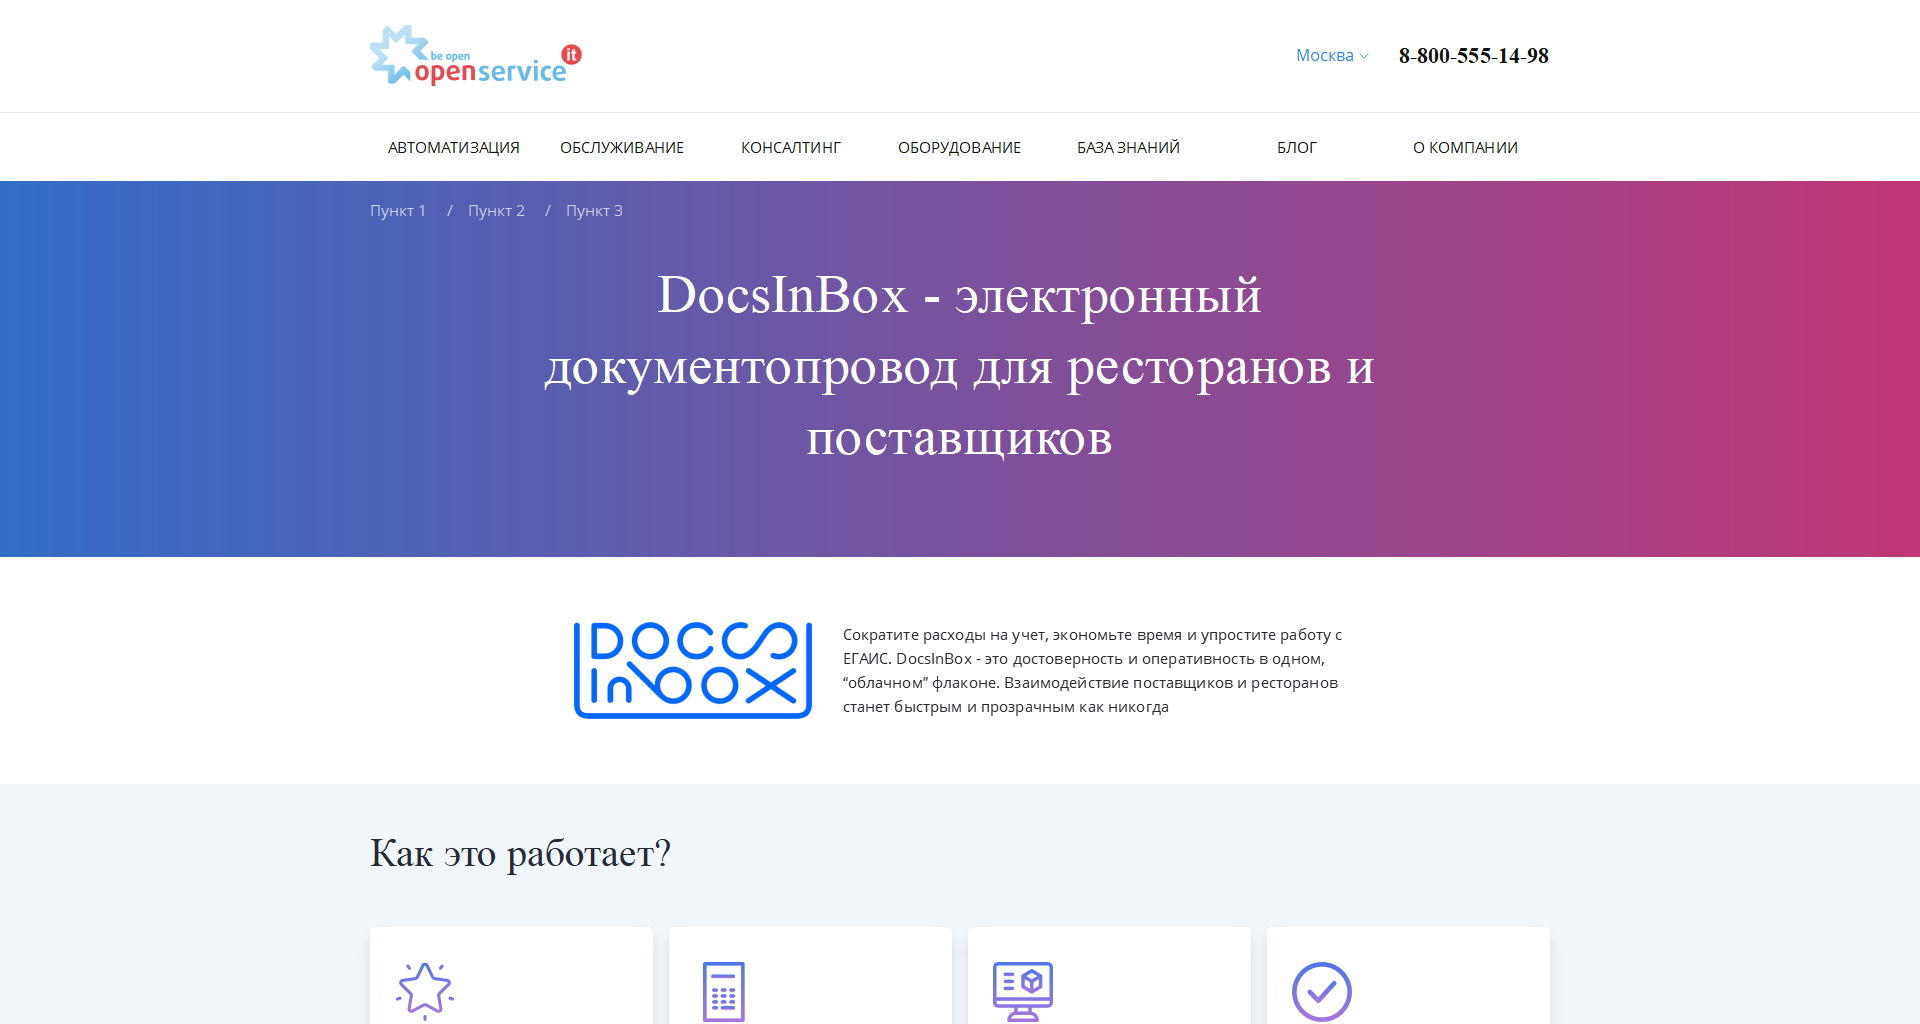 be open
openservice it
Москва
8-800-555-14-98
АВТОМАТИЗАЦИЯ ОБСЛУЖИВАНИЕ КОНСАЛТИНГ ОБОРУДОВАНИЕ БАЗА ЗНАНИЙ БЛОГ О КОМПАНИИ
Пункт 1 / Пункт 2 / Пункт 3
DocsInBox - электронный
документопровод для ресторанов и
поставщиков
DOCS
InBOX
Сократите расходы на учет, экономьте время и упростите работу с
ЕГАИС. DocsInBox - это достоверность и оперативность в одном,
“облачном” флаконе. Взаимодействие поставщиков и ресторанов
станет быстрым и прозрачным как никогда
Как это работает?